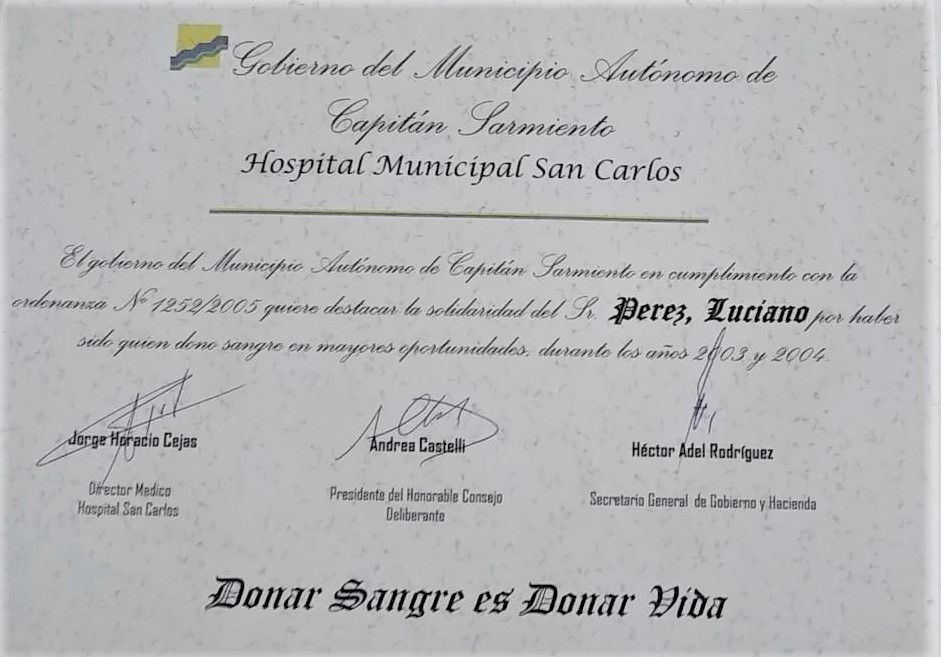 Gobierno del Municipio Autónomo de
Capitán Sarmiento
Hospital Municipal San Carlos
El gobierno del Municipio Autónomo de Capitán Sarmiento en cumplimiento con la
ordenanza Nº 1252/2005 quiere destacar la solidaridad del Sr. Perez, Luciano por haber
sido quien dono sangre en mayores oportunidades, durante los años 2003 y 2004.
Jorge Horacio Cejas
Director Medico
Hospital San Carlos
Andrea Castelli
Presidente del Honorable Consejo
Deliberante
Héctor Adel Rodríguez
Secretario General de Gobierno y Hacienda
Donar Sangre es Donar Vida